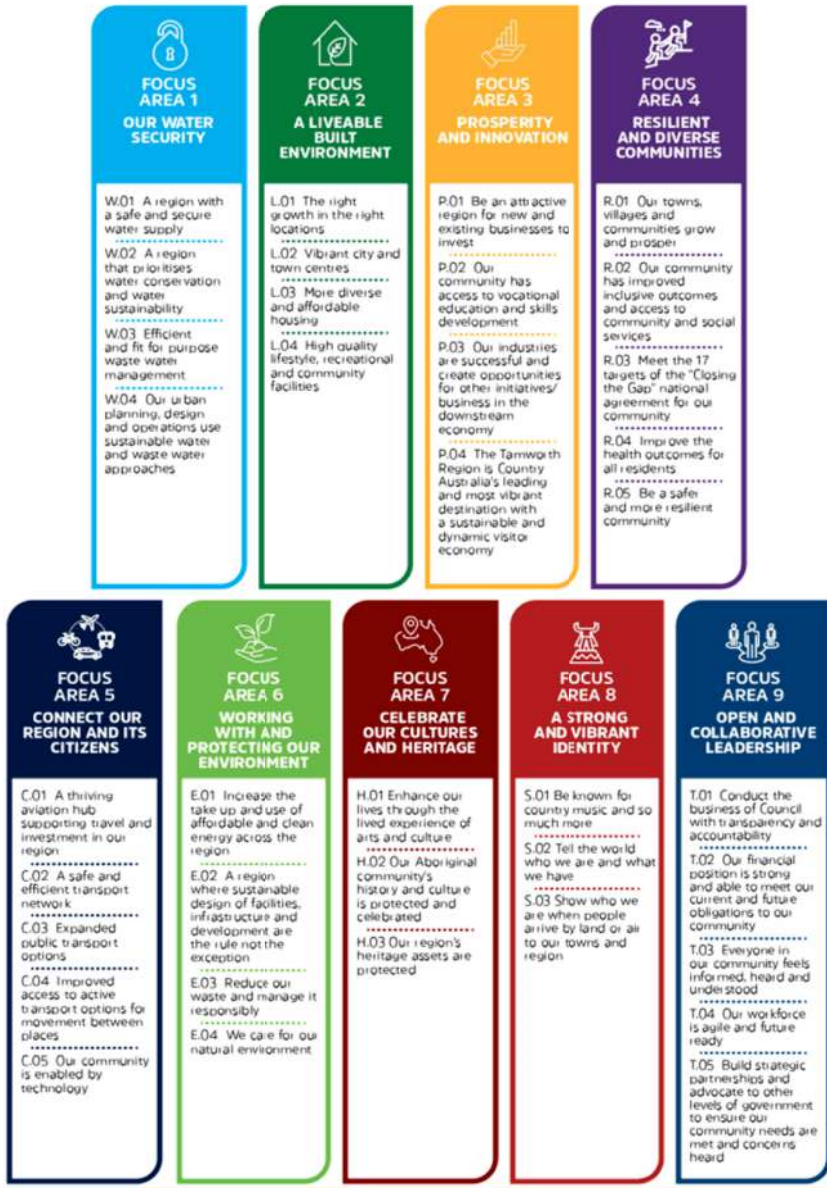 FOCUS
AREA 1
OUR WATER
SECURITY
W.01 A region with
a safe and secure
water supply
W.02 A region
that prioritises
water conservation
and water
sustainability
W.03 Efficient
and fit for purpose
waste water
management
W.04 Our urban
planning, design
and operations use
sustainable water
and waste water
approaches
FOCUS
AREA 2
A LIVEABLE
BUILT
ENVIRONMENT
L.01 The right
growth in the right
locations
L.02 Vibrant city and
town centres
L.03 More diverse
and affordable
housing
L.04 High quality
lifestyle, recreational
and community
facilities
FOCUS
AREA 3
PROSPERITY
AND INNOVATION
P.01 Be an attractive
region for new and
existing businesses to
invest
P.02 Our
community has
access to vocational
education and skills
development
P.03 Our industries
are successful and
create opportunities
for other initiatives/
business in the
downstream
economy
P.04 The Tamworth
Region is Country
Australia's leading
and most vibrant
destination with
a sustainable and
dynamic visitor
economy
FOCUS
AREA 4
RESILIENT
AND DIVERSE
COMMUNITIES
R.01 Our towns,
villages and
communities grow
and prosper
R.02 Our community
has improved
inclusive outcomes
and access to
community and social
services
R.03 Meet the 17
targets of the "Closing
the Gap" national
agreement for our
community
R.04 Improve the
health outcomes for
all residents
R.05 Be a safer
and more resilient
community
FOCUS
AREA 5
CONNECT OUR
REGION AND ITS
CITIZENS
C.01 A thriving
aviation hub
supporting travel and
investment in our
region
C.02 A safe and
efficient transport
network
C.03 Expanded
public transport
options
C.04 Improved
access to active
transport options for
movement between
places
C.05 Our community
is enabled by
technology
FOCUS
AREA 6
WORKING
WITH AND
PROTECTING OUR
ENVIRONMENT
E.01 Increase the
take up and use of
affordable and clean
energy across the
region
E.02 A region
where sustainable
design of facilities,
infrastructure and
development are
the rule not the
exception
E.03 Reduce our
waste and manage it
responsibly
E.04 We care for our
natural environment
FOCUS
AREA 7
CELEBRATE
OUR CULTURES
AND HERITAGE
H.01 Enhance our
lives through the
lived experience of
arts and culture
H.02 Our Aboriginal
community's
history and culture
is protected and
celebrated
H.03 Our region's
heritage assets are
protected
FOCUS
AREA 8
A STRONG
AND VIBRANT
IDENTITY
S.01 Be known for
country music and so
much more
S.02 Tell the world
who we are and what
we have
S.03 Show who we
are when people
arrive by land or air
to our towns and
region
FOCUS
AREA 9
OPEN AND
COLLABORATIVE
LEADERSHIP
T.01 Conduct the
business of Council
with transparency and
accountability
T.02 Our financial
position is strong
and able to meet our
current and future
obligations to our
community
T.03 Everyone in
our community feels
informed, heard and
understood
T.04 Our workforce
is agile and future
ready
T.05 Build strategic
partnerships and
advocate to other
levels of government
to ensure our
community needs are
met and concerns
heard